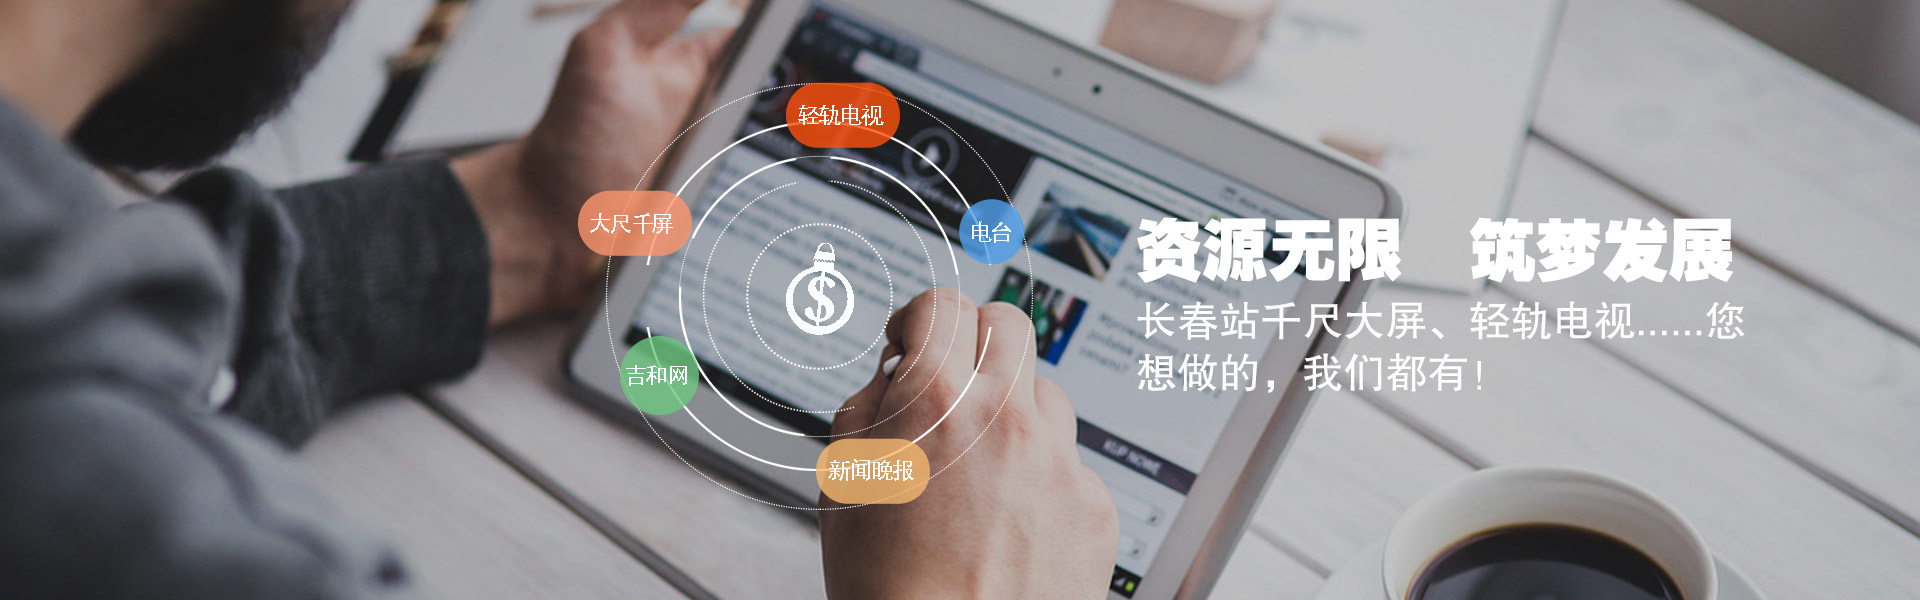 轻轨电视
大尺千屏
电台
吉和网
新闻晚报
资源无限 筑梦发展
长春站千尺大屏、轻轨电视......您
想做的，我们都有！